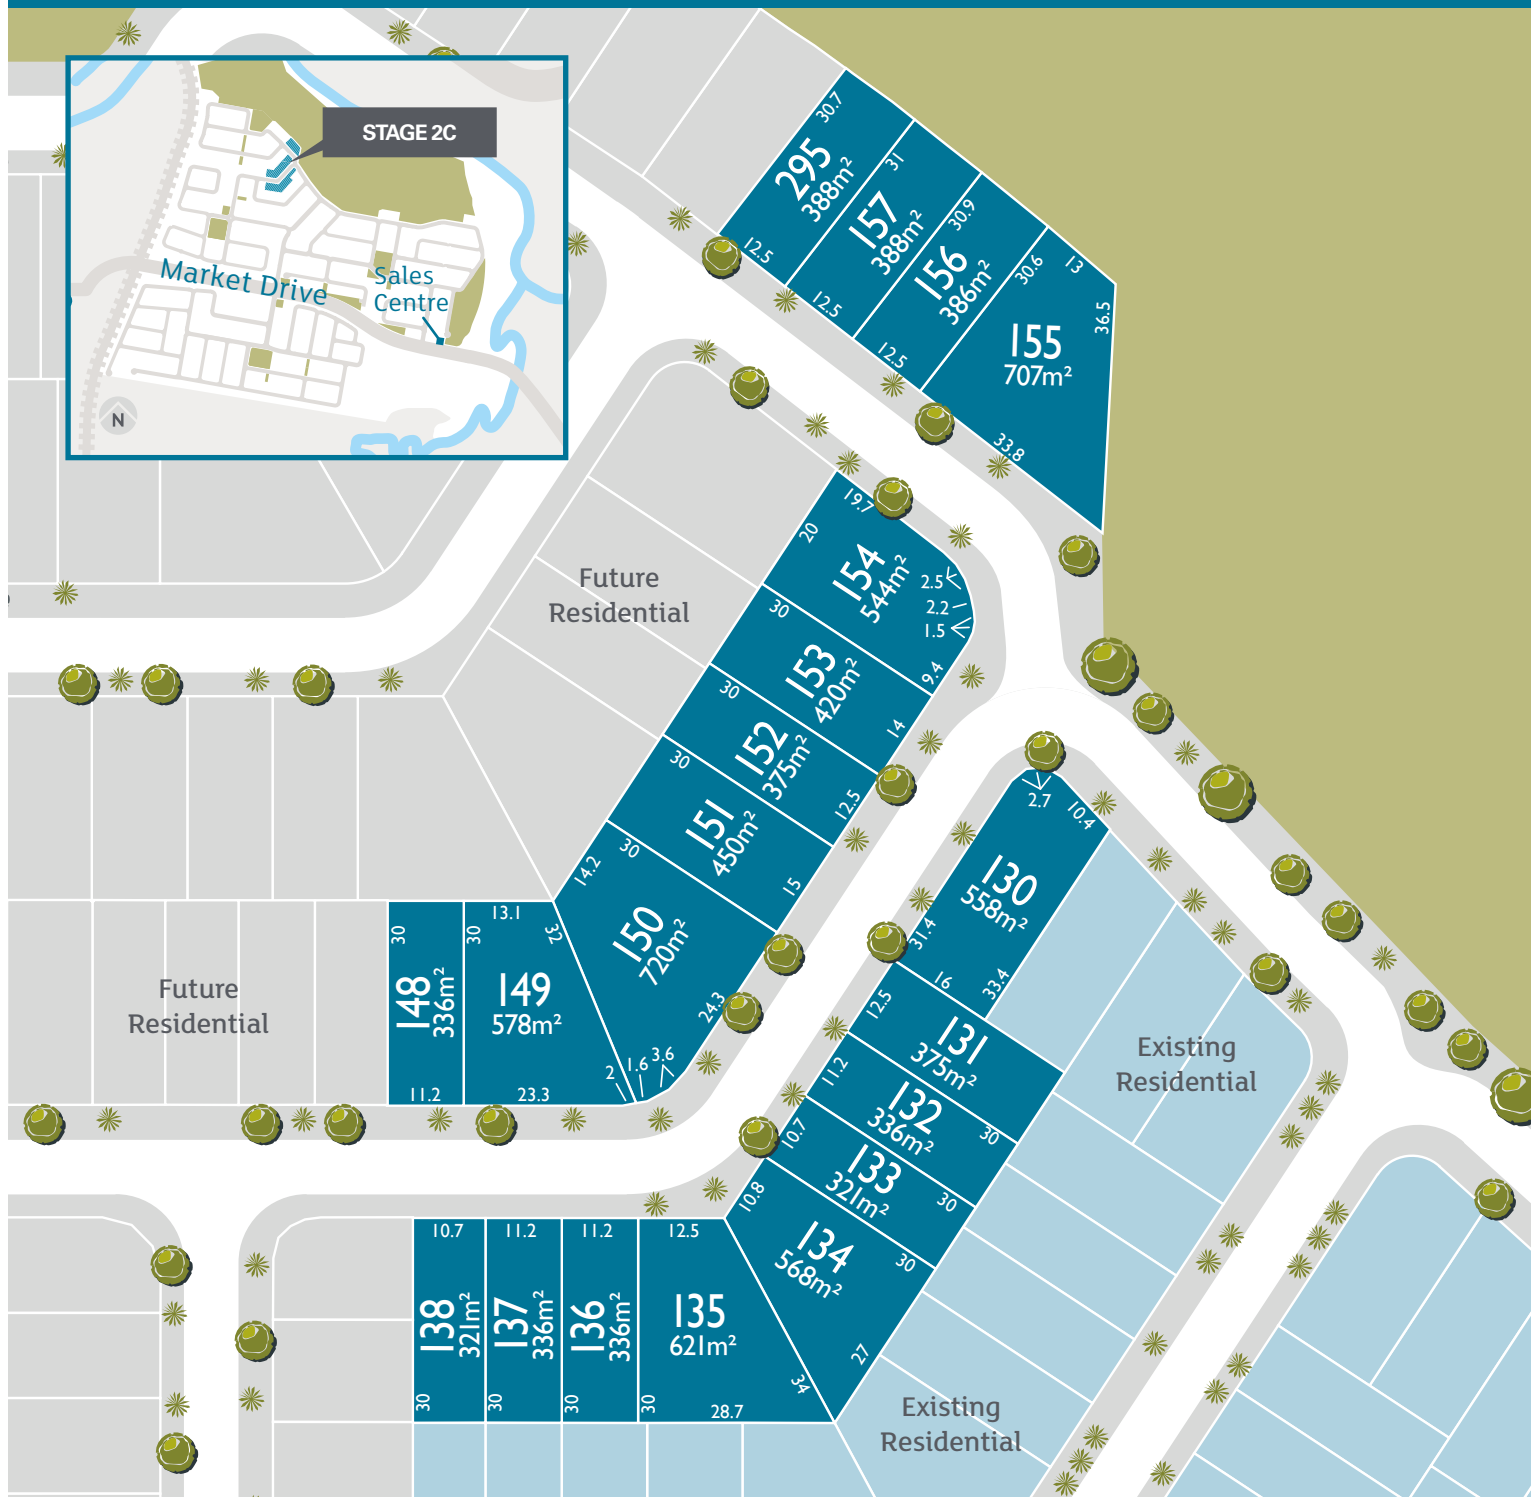 STAGE 2C
Market Drive
Sales
Centre
N
30.7
295
388m²
12.5
31
157
388m²
12.5
30.9
156
386m²
12.5
30.6
13
36.5
155
707m²
33.8
19.7
20
154
544m²
2.5
2.2
1.5
9.4
30
153
420m²
14
30
152
375m²
12.5
30
151
450m²
15
30
14.2
150
720m²
24.3
3.6
1.6
2
Future
Residential
Future
Residential
30
148
336m²
11.2
13.1
30
32
149
578m²
23.3
2.7
10.4
130
558m²
31.4
16
33.4
12.5
131
375m²
11.2
132
336m²
30
10.7
133
321m²
30
10.8
134
568m²
30
27
Existing
Residential
10.7
138
321m²
30
11.2
137
336m²
30
11.2
136
336m²
30
12.5
135
621m²
30
28.7
34
Existing
Residential